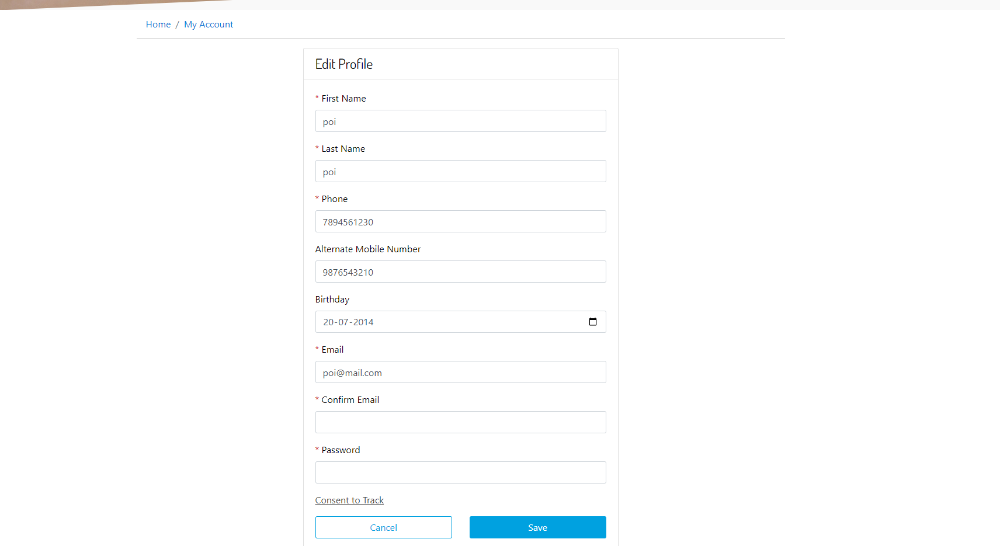 Home / My Account
Edit Profile
* First Name
poi
* Last Name
poi
* Phone
7894561230
Alternate Mobile Number
9876543210
Birthday
20-07-2014
* Email
poi@mail.com
* Confirm Email
* Password
Consent to Track
Cancel
Save